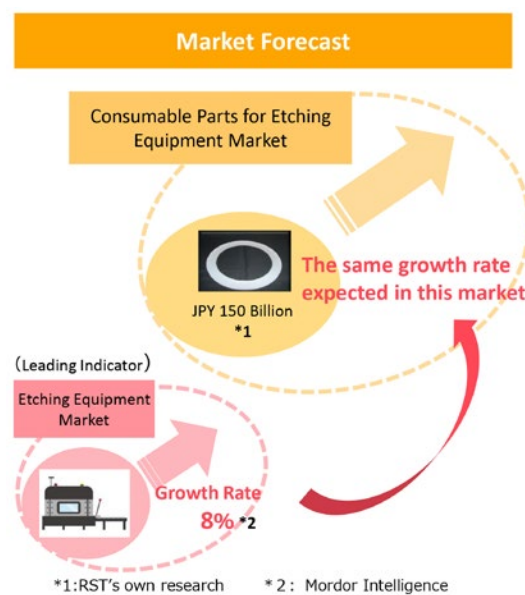 Market Forecast
Consumable Parts for Etching
Equipment Market
JPY 150 Billion
*1
The same growth rate
expected in this market
(Leading Indicator)
Etching Equipment
Market
Growth Rate
8% *2
*1:RST's own research *2: Mordor Intelligence